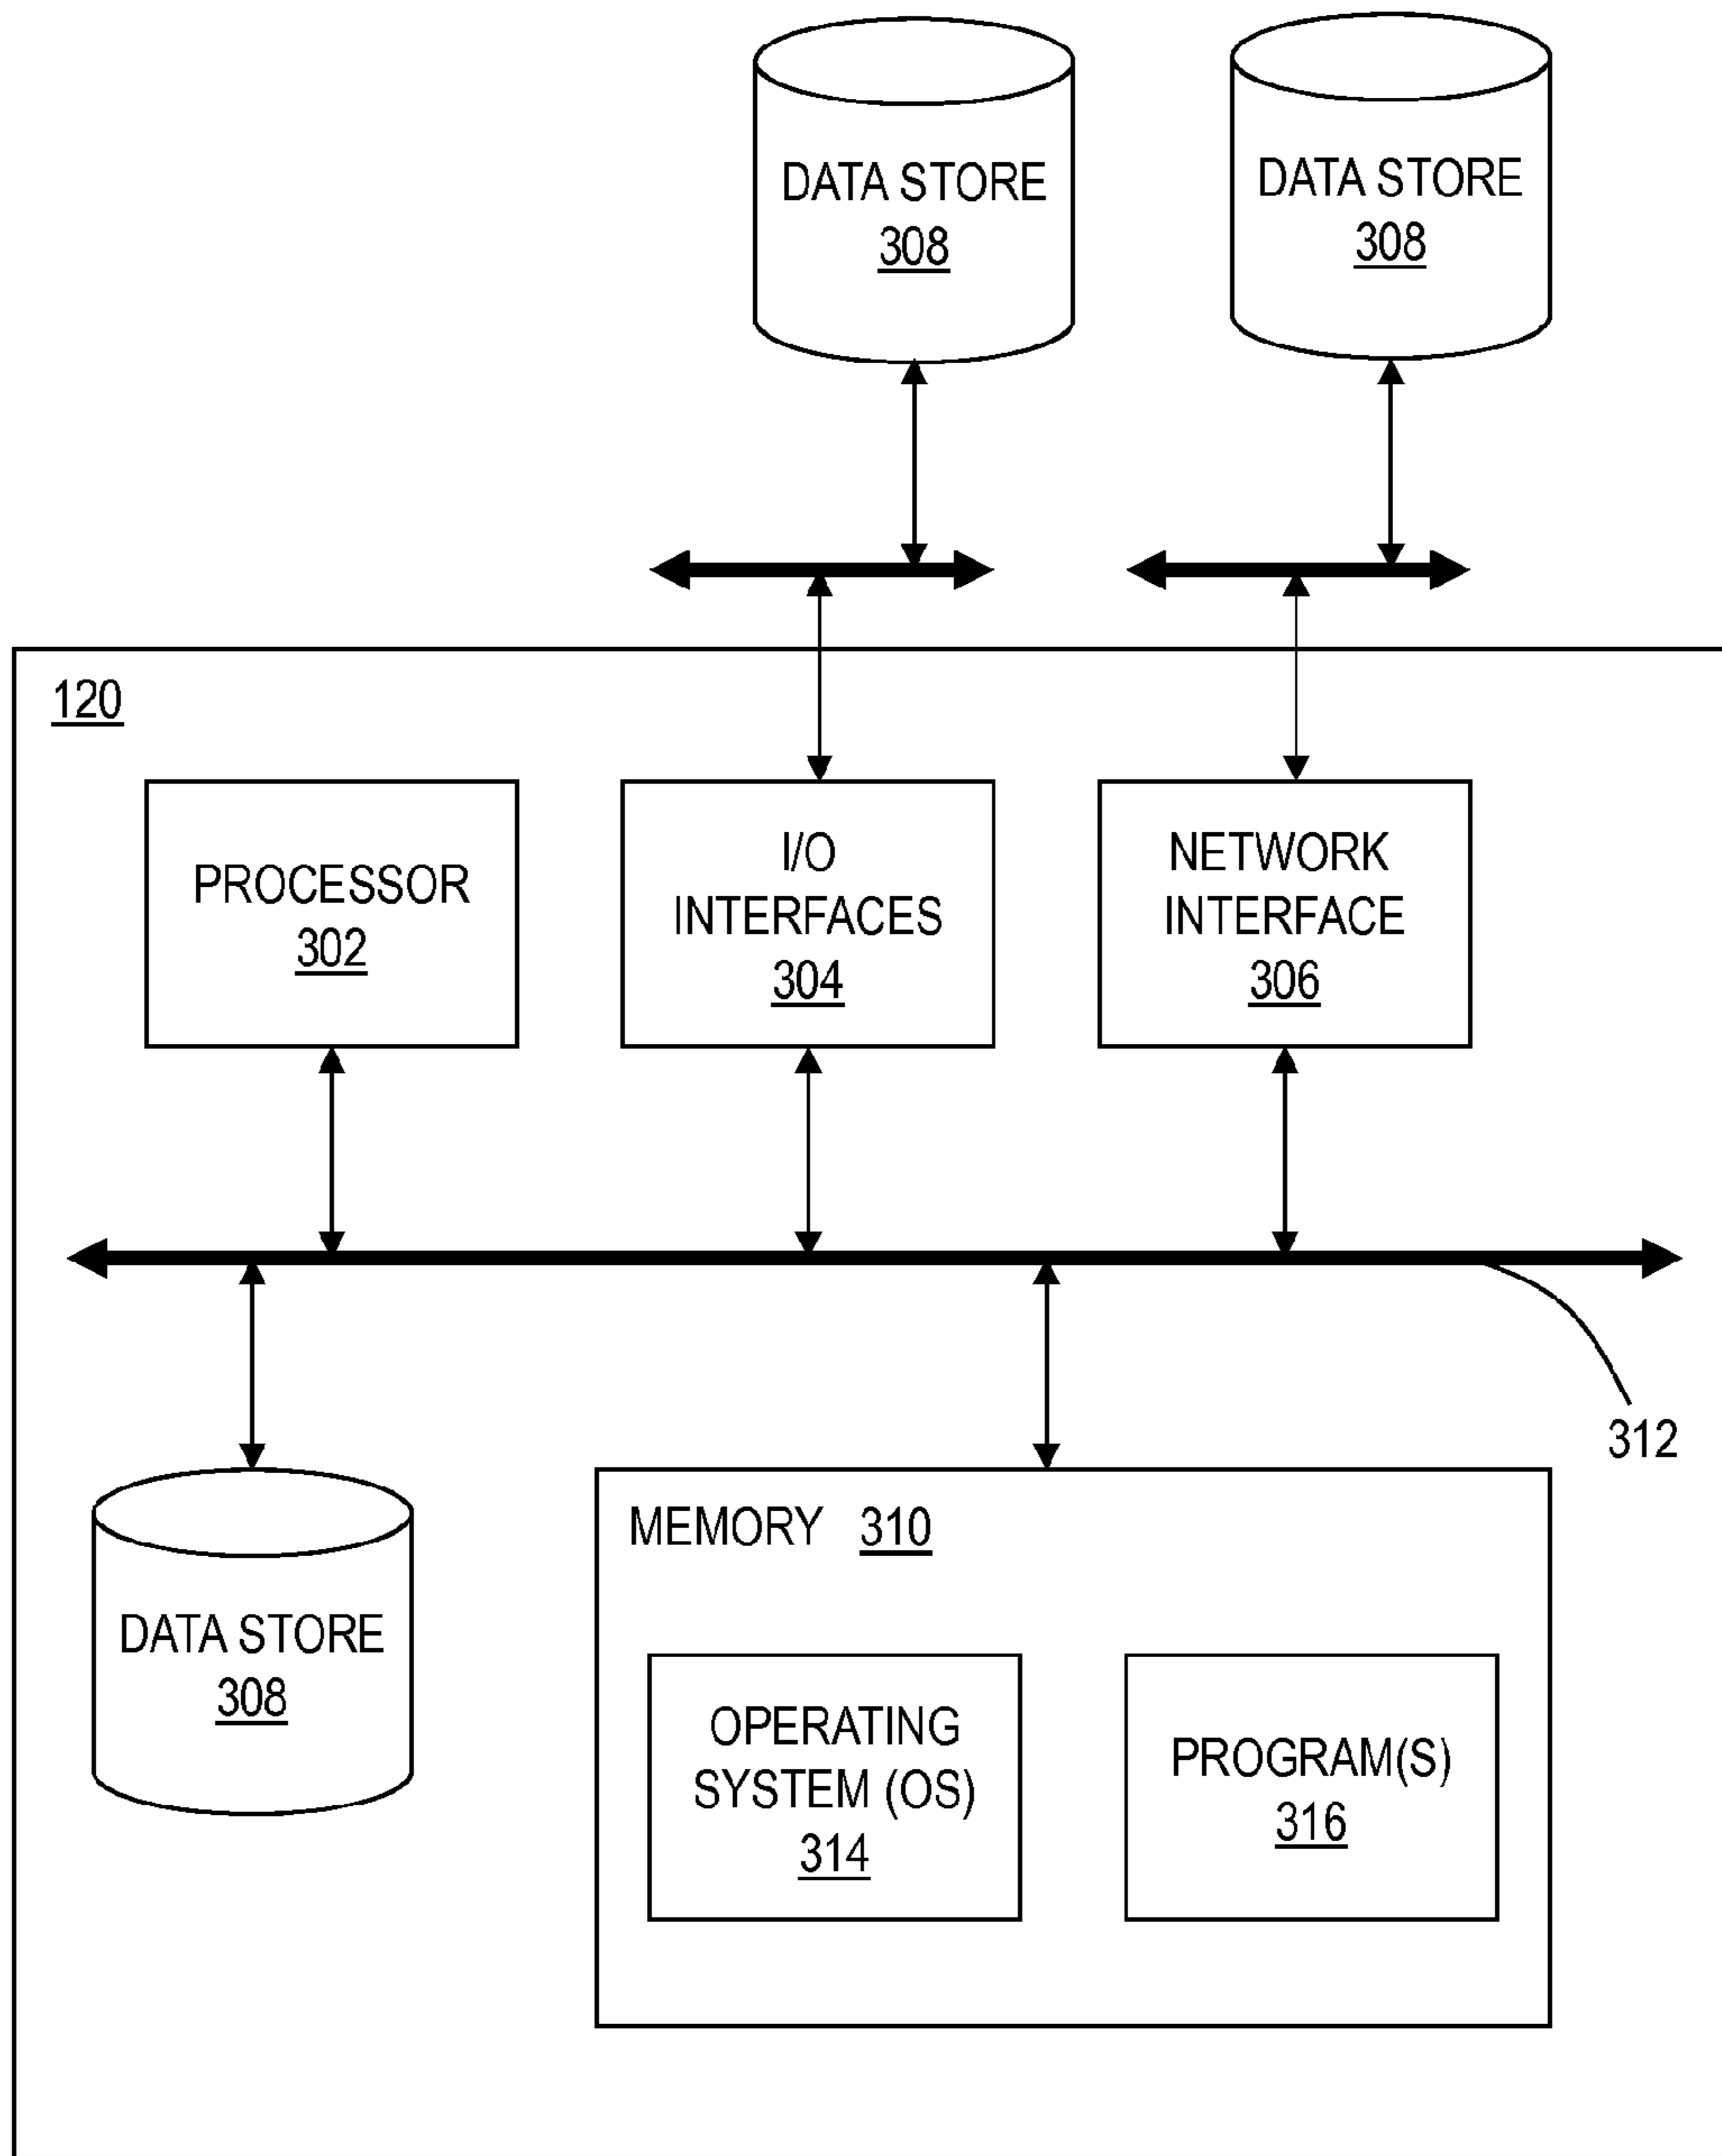 DATA STORE
308
DATA STORE
308
120
PROCESSOR
302
I/O
INTERFACES
304
NETWORK
INTERFACE
306
312
DATA STORE
308
MEMORY 310
OPERATING
SYSTEM (OS)
314
PROGRAM(S)
316